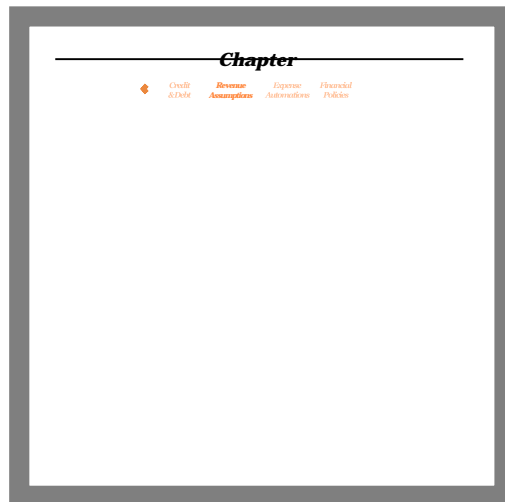 Chapter
Credit Revenue Expense Financial
& Debt Assumptions Automations Policies